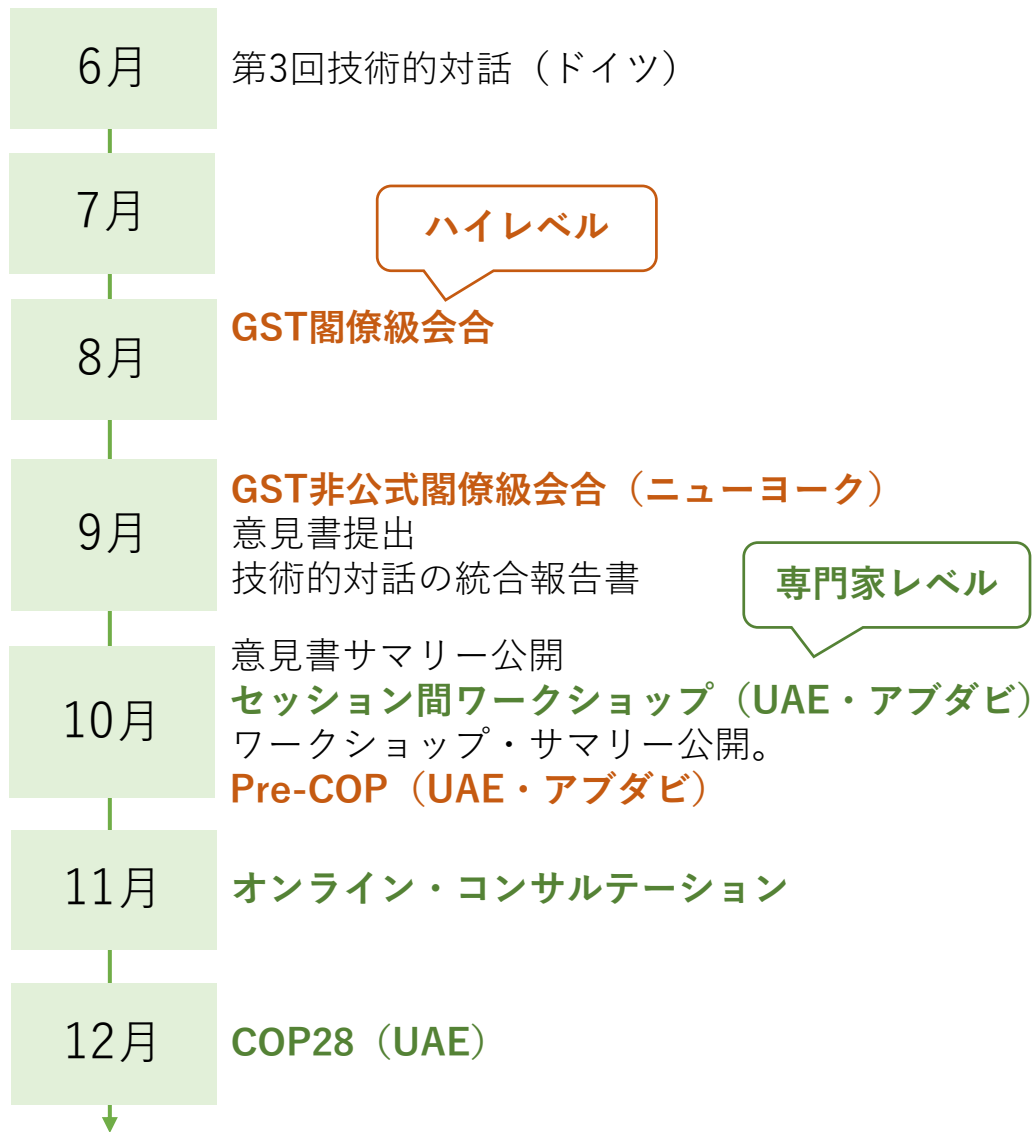 6月
第3回技術的対話（ドイツ）
7月
ハイレベル
8月
GST閣僚級会合
9月
GST非公式閣僚級会合（ニューヨーク）
意見書提出
技術的対話の統合報告書
専門家レベル
10月
意見書サマリー公開
セッション間ワークショップ（UAE・アブダビ）
ワークショップ・サマリー公開。
Pre-COP（UAE・アブダビ）
11月
オンライン・コンサルテーション
12月
COP28（UAE）